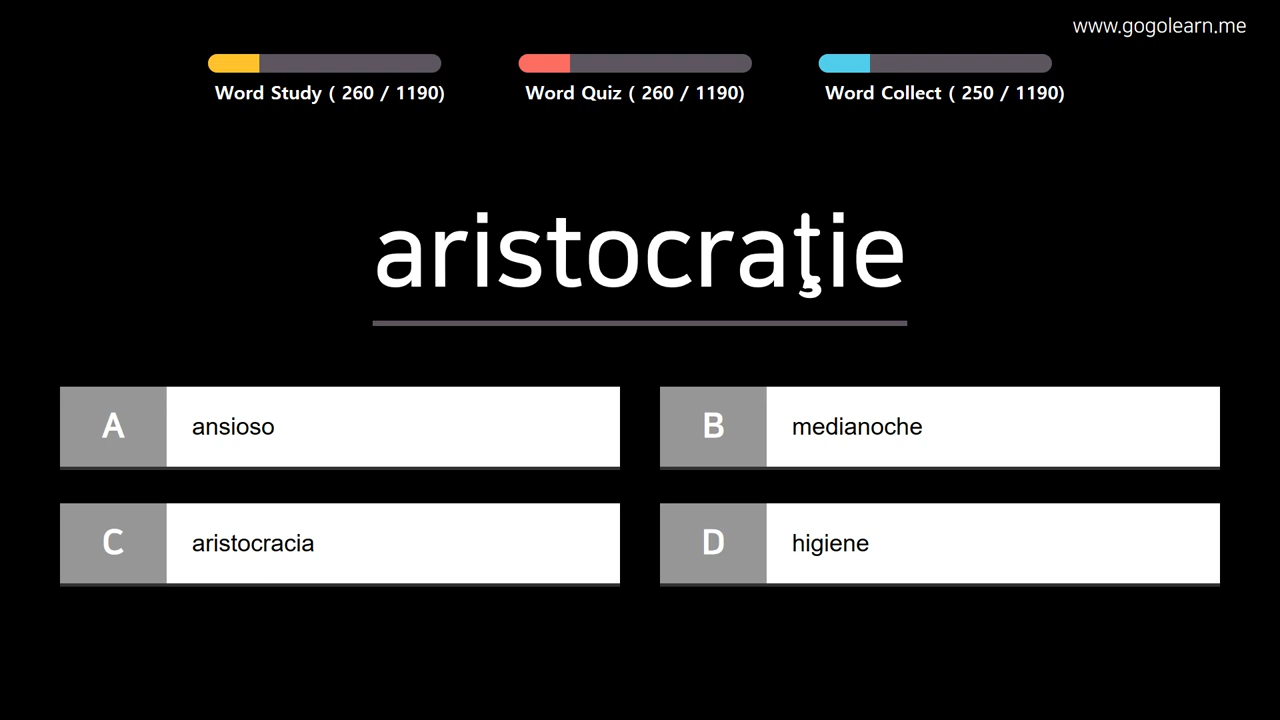 www.gogolearn.me
Word Study ( 260 / 1190)
Word Quiz ( 260 / 1190)
Word Collect ( 250 / 1190)
aristocraţie
A ansioso
B medianoche
C aristocracia
D higiene